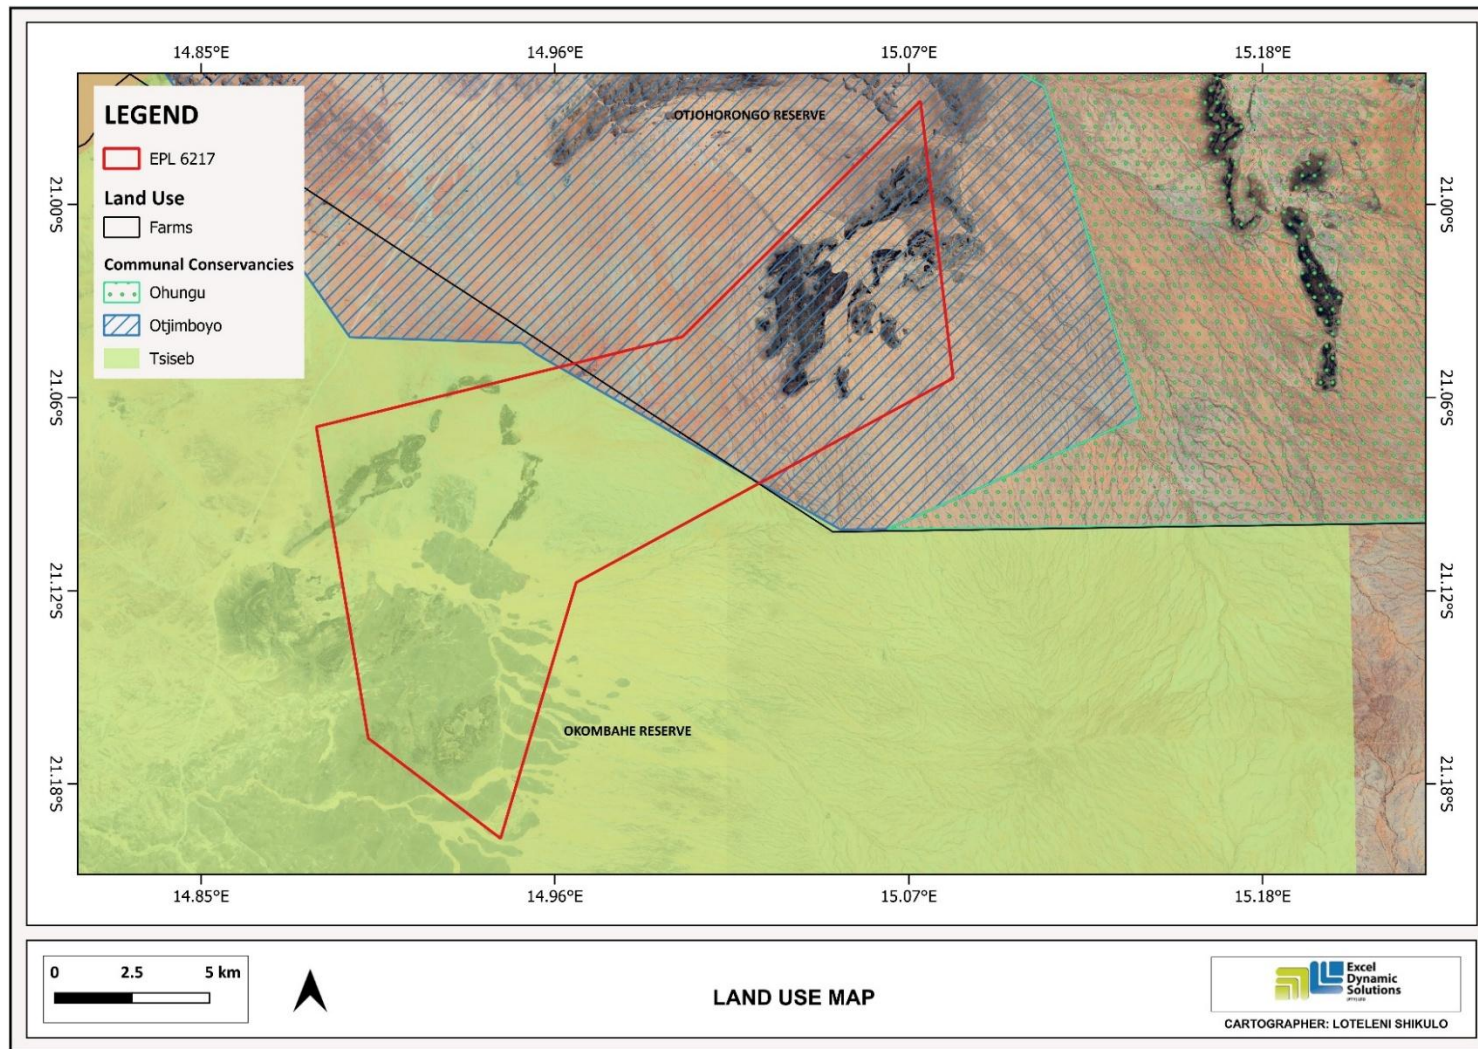 14.85°E 14.96°E 15.07°E 15.18°E
LEGEND
EPL 6217
Land Use
Farms
Communal Conservancies
Ohungu
Otjimboyo
Tsiseb
OTJOHORONGO RESERVE
OKOMBAHE RESERVE
21.00°S 21.00°S
21.06°S 21.06°S
21.12°S 21.12°S
21.18°S 21.18°S
14.85°E 14.96°E 15.07°E 15.18°E
0 2.5 5 km
LAND USE MAP
Excel
Dynamic
Solutions
CARTOGRAPHER: LOTELENI SHIKULO